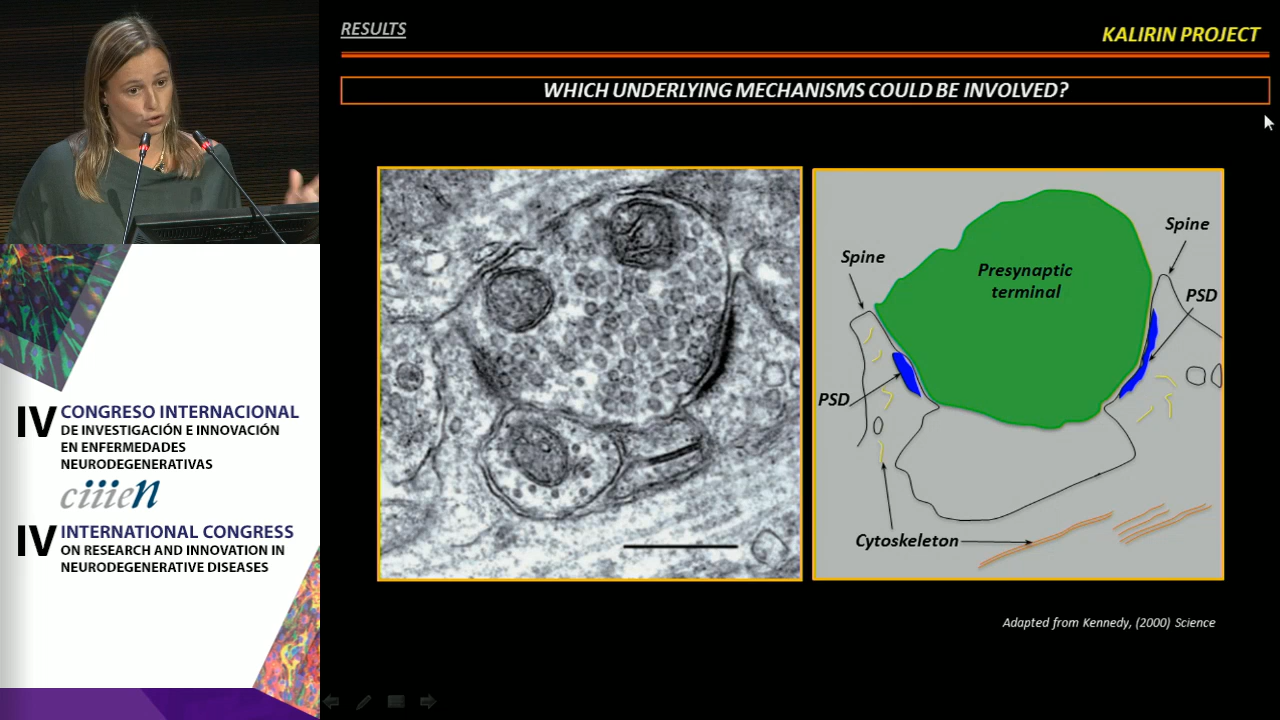 RESULTS
KALIRIN PROJECT
WHICH UNDERLYING MECHANISMS COULD BE INVOLVED?
Spine
Presynaptic
terminal
Spine
PSD
PSD
Cytoskeleton
Adapted from Kennedy, (2000) Science
IV CONGRESO INTERNACIONAL
DE INVESTIGACIÓN E INNOVACIÓN
EN ENFERMEDADES
NEURODEGENERATIVAS
ciiien
IV INTERNATIONAL CONGRESS
ON RESEARCH AND INNOVATION IN
NEURODEGENERATIVE DISEASES